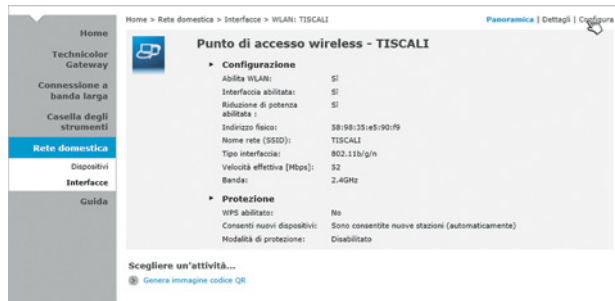 Home > Rete domestica > Interfacce > WLAN: TISCALI
Panoramica | Dettagli | Configura
Home
Technicolor
Gateway
Connessione a
banda larga
Casella degli
strumenti
Rete domestica
Dispositivi
Interfacce
Guida
Punto di accesso wireless - TISCALI
Configurazione
Abilita WLAN: Sì
Interfaccia abilitata: Sì
Riduzione di potenza
abilitata : Sì
Indirizzo fisico: 58:98:35:e5:90:f9
Nome rete (SSID): TISCALI
Tipo interfaccia: 802.11b/g/n
Velocità effettiva [Mbps]: 52
Banda: 2.4GHz
Protezione
WPS abilitato: No
Consenti nuovi dispositivi: Sono consentite nuove stazioni (automaticamente)
Modalità di protezione: Disabilitato
Scegliere un'attività...
Genera immagine codice QR